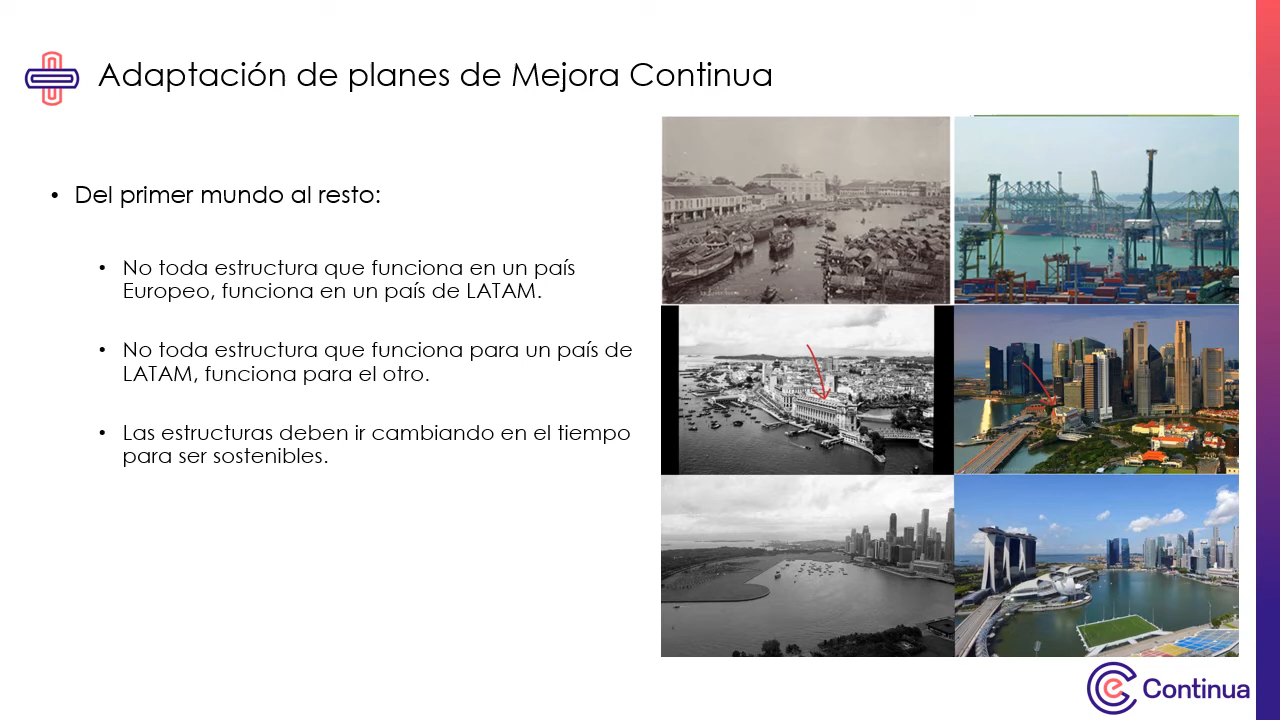 Adaptación de planes de Mejora Continua
• Del primer mundo al resto:
• No toda estructura que funciona en un país
Europeo, funciona en un país de LATAM.
• No toda estructura que funciona para un país de
LATAM, funciona para el otro.
• Las estructuras deben ir cambiando en el tiempo
para ser sostenibles.
Continua